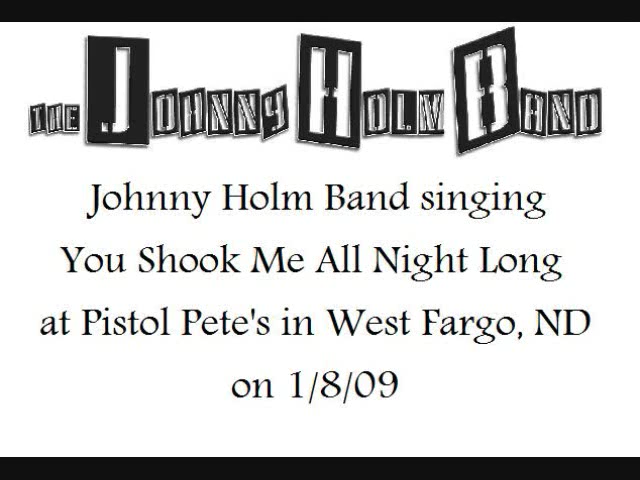 THE JOHNNY HOLM BAND
Johnny Holm Band singing
You Shook Me All Night Long
at Pistol Pete's in West Fargo, ND
on 1/8/09